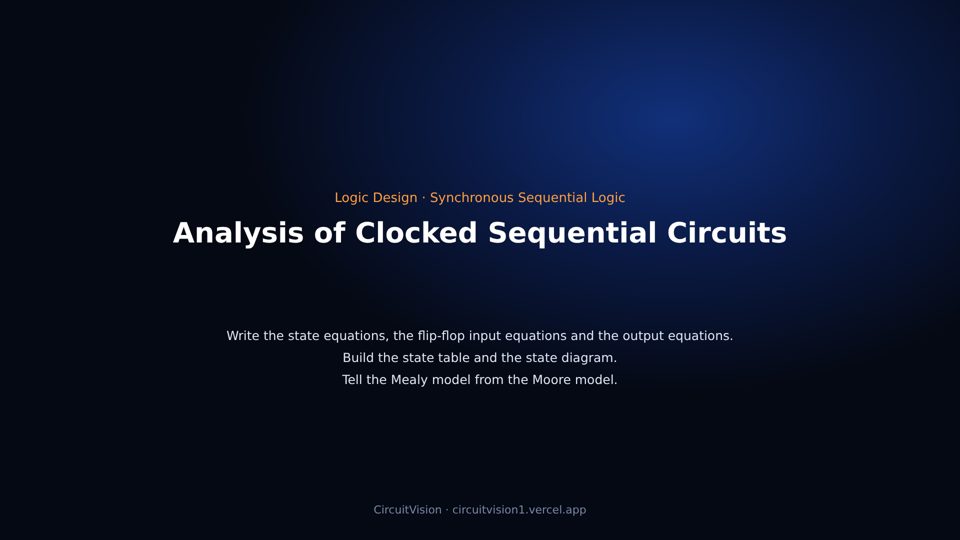 Logic Design · Synchronous Sequential Logic
Analysis of Clocked Sequential Circuits
Write the state equations, the flip-flop input equations and the output equations.
Build the state table and the state diagram.
Tell the Mealy model from the Moore model.
CircuitVision · circuitvision1.vercel.app